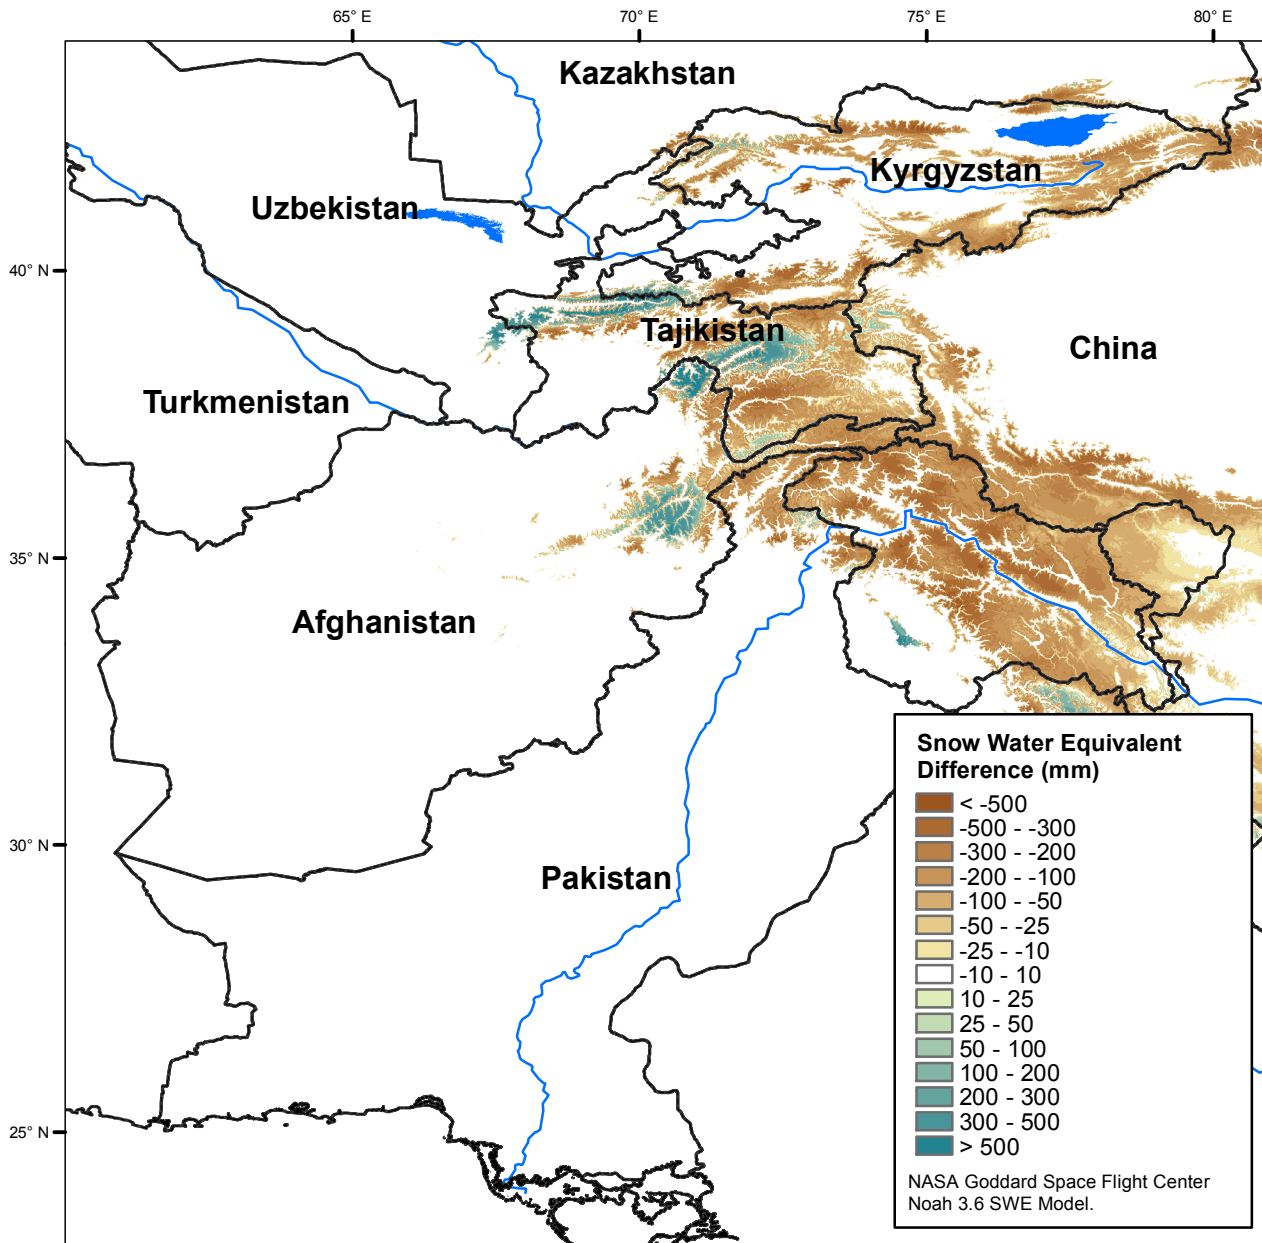 65° E
70° E
75° E
80° E
Kazakhstan
Kyrgyzstan
Uzbekistan
40° N
Tajikistan
China
Turkmenistan
35° N
Afghanistan
Snow Water Equivalent
Difference (mm)
< -500
-500 - -300
30° N
-300 - -200
-200 - -100
Pakistan
-100 - -50
-50 - -25
-25 - -10
-10 - 10
10 - 25
25 - 50
50 - 100
100 - 200
200 - 300
300 - 500
25° N
> 500
NASA Goddard Space Flight Center
Noah 3.6 SWE Model.